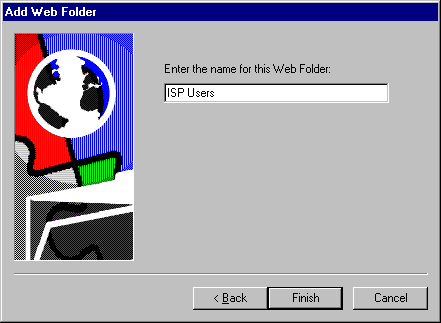 Add Web Folder
Enter the name for this Web Folder:
ISP Users
< Back
Finish
Cancel